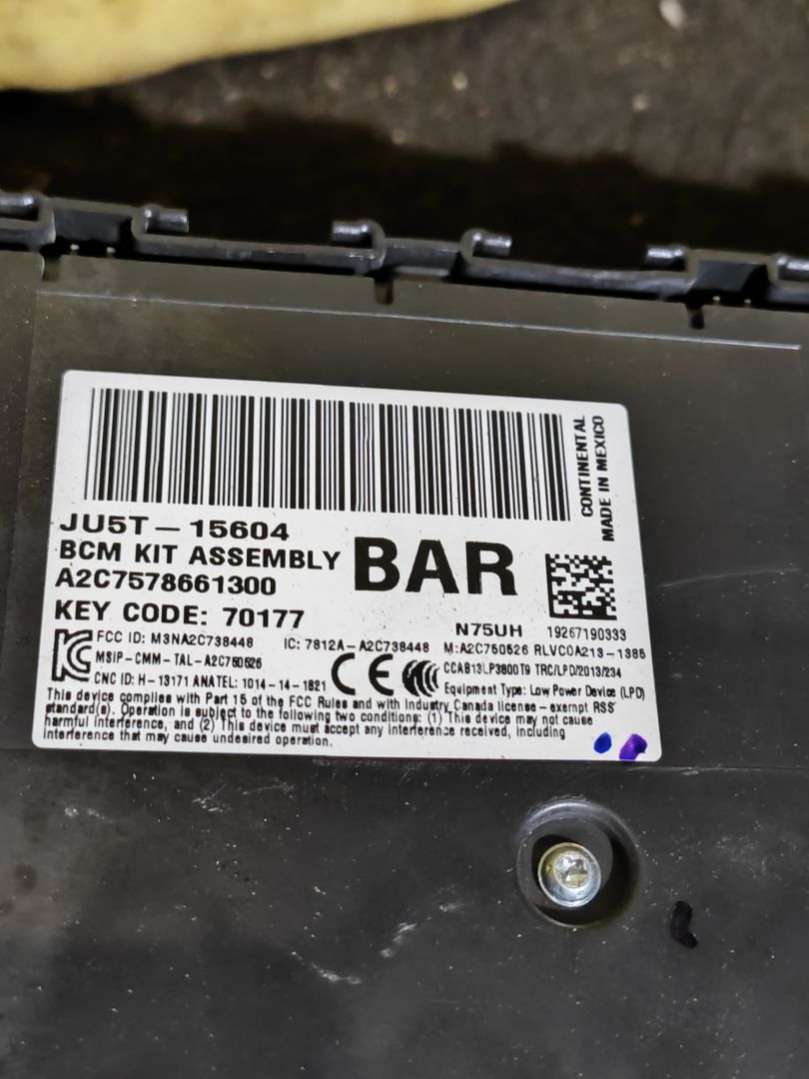 CONTINENTAL
MADE IN MEXICO
JU5T-15604
BCM KIT ASSEMBLY
BAR
A2C7578661300
KEY CODE: 70177
N75UH 19267190333
FCC ID: M3NA2C738448 IC: 7812A-A2C738448 M:A2C760526 RLVCOA213-1385
MSIP-CMM-TAL-A2C760526
CCAB13LP3800T9 TRC/LPD/2013/234
CNC ID: H-13171 ANATEL: 1014-14-1821
CE
Equipment Type: Low Power Device (LPD)
This device complies with Part 15 of the FCC Rules and with Industry Canada license-exempt RSS
standard(s). Operation is subject to the following two conditions: (1) This device may not cause
harmful interference, and (2) This device must accept any interference received, including
interference that may cause undesired operation.